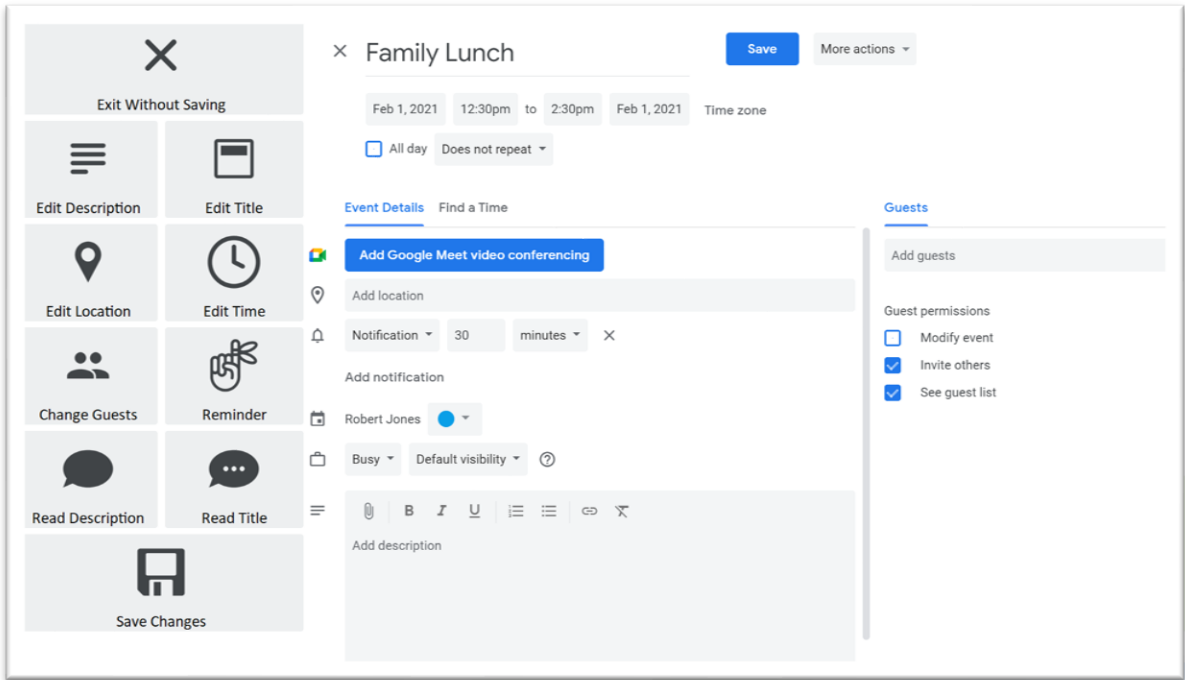 Exit Without Saving
Edit Description
Edit Title
Edit Location
Edit Time
Change Guests
Reminder
Read Description
Read Title
Save Changes
Family Lunch
Save
More actions
Feb 1, 2021 12:30pm to 2:30pm Feb 1, 2021 Time zone
All day Does not repeat
Event Details Find a Time
Add Google Meet video conferencing
Add location
Notification 30 minutes
Add notification
Robert Jones
Busy Default visibility
B I U
Add description
Guests
Add guests
Guest permissions
Modify event
Invite others
See guest list